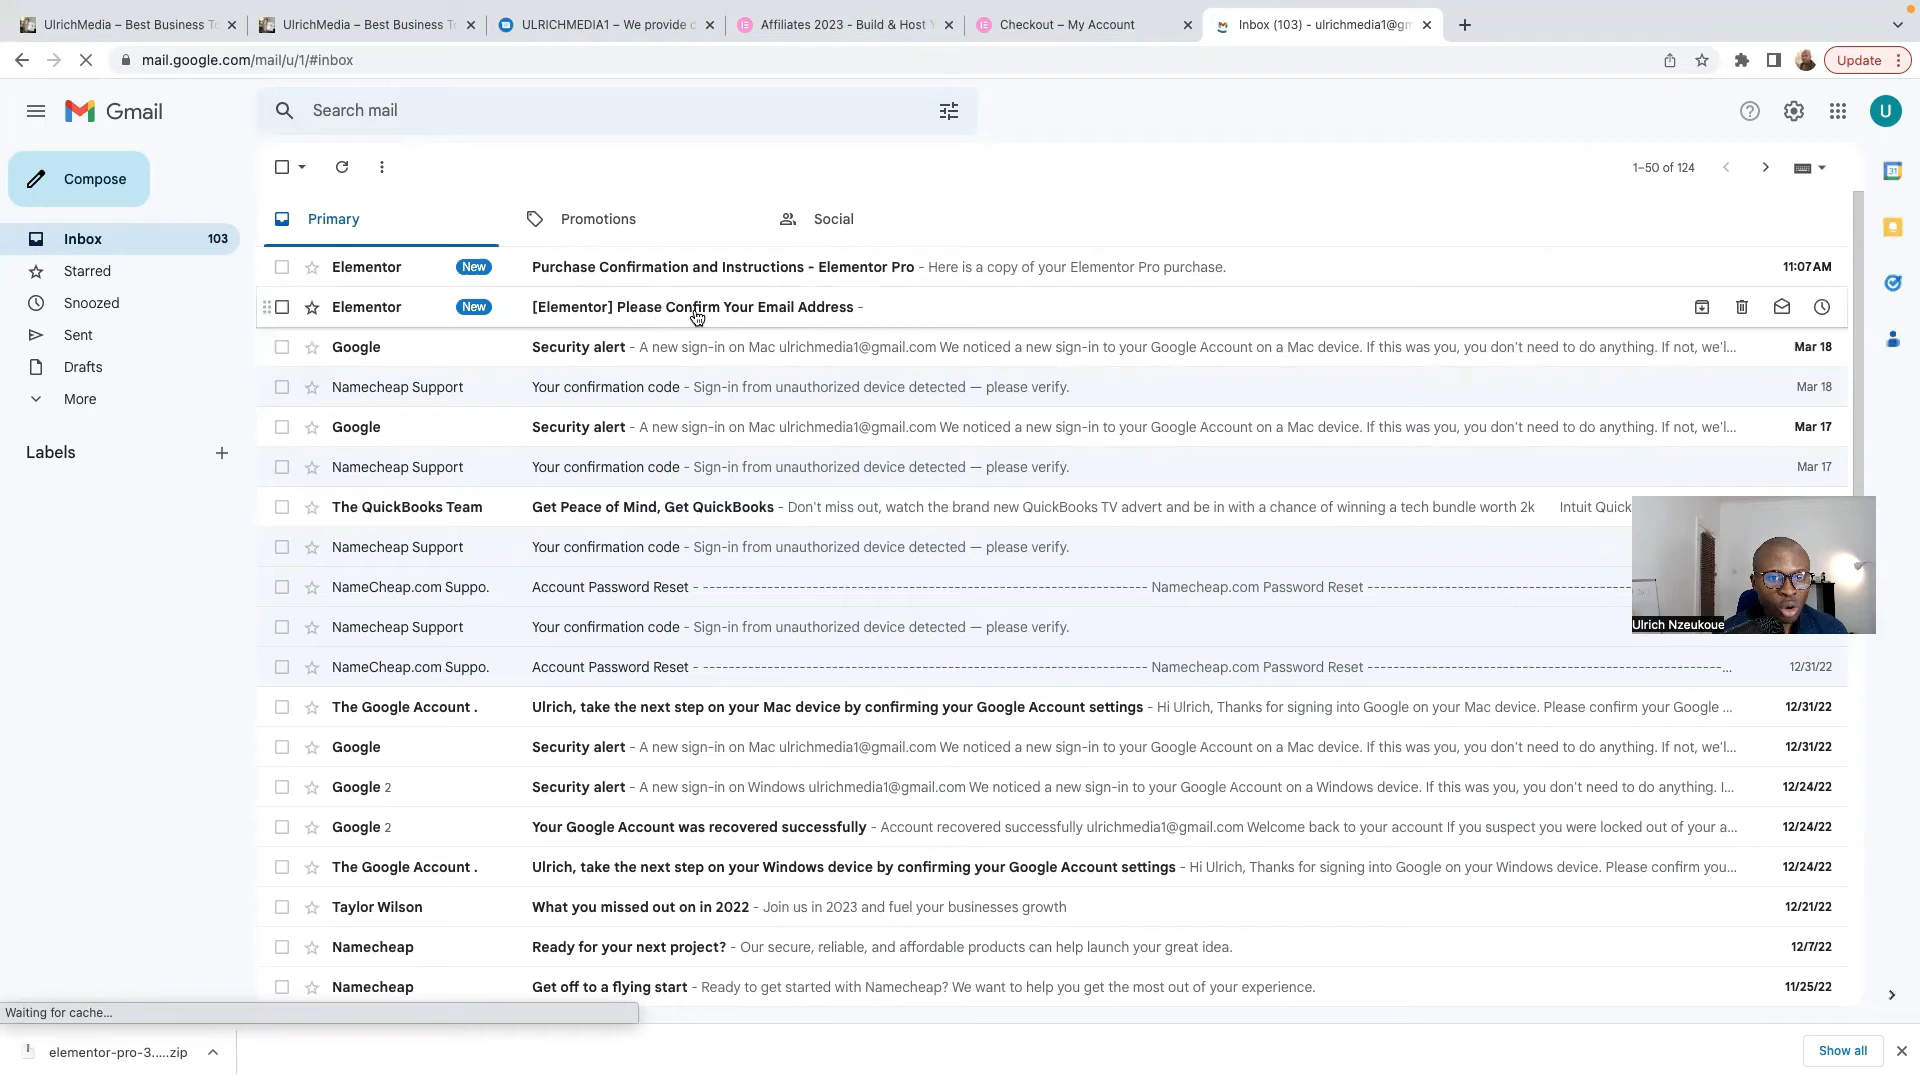 UlrichMedia – Best Business To
UlrichMedia – Best Business To
ULRICHMEDIA1 – We provide
Affiliates 2023 - Build & Host Y
Checkout – My Account
Inbox (103) - ulrichmedia1@gm
mail.google.com/mail/u/1/#inbox
Update
Gmail
Search mail
U
Compose
1–50 of 124
31
Primary
Promotions
Social
Inbox 103
Starred
Snoozed
Sent
Drafts
More
Labels
Elementor New Purchase Confirmation and Instructions - Elementor Pro - Here is a copy of your Elementor Pro purchase. 11:07 AM
Elementor New [Elementor] Please Confirm Your Email Address -
Google Security alert - A new sign-in on Mac ulrichmedia1@gmail.com We noticed a new sign-in to your Google Account on a Mac device. If this was you, you don't need to do anything. If not, we'l... Mar 18
Namecheap Support Your confirmation code - Sign-in from unauthorized device detected — please verify. Mar 18
Google Security alert - A new sign-in on Mac ulrichmedia1@gmail.com We noticed a new sign-in to your Google Account on a Mac device. If this was you, you don't need to do anything. If not, we'l... Mar 17
Namecheap Support Your confirmation code - Sign-in from unauthorized device detected — please verify. Mar 17
The QuickBooks Team Get Peace of Mind, Get QuickBooks - Don't miss out, watch the brand new QuickBooks TV advert and be in with a chance of winning a tech bundle worth 2k Intuit Quick
Namecheap Support Your confirmation code - Sign-in from unauthorized device detected — please verify.
NameCheap.com Suppo. Account Password Reset - -------------------------------------------------------------- Namecheap.com Password Reset ------------------------------------
Namecheap Support Your confirmation code - Sign-in from unauthorized device detected — please verify.
Ulrich Nzeukoue
NameCheap.com Suppo. Account Password Reset - -------------------------------------------------------------- Namecheap.com Password Reset --------------------------------------------------... 12/31/22
The Google Account . Ulrich, take the next step on your Mac device by confirming your Google Account settings - Hi Ulrich, Thanks for signing into Google on your Mac device. Please confirm your Google ... 12/31/22
Google Security alert - A new sign-in on Mac ulrichmedia1@gmail.com We noticed a new sign-in to your Google Account on a Mac device. If this was you, you don't need to do anything. If not, we'l... 12/31/22
Google 2 Security alert - A new sign-in on Windows ulrichmedia1@gmail.com We noticed a new sign-in to your Google Account on a Windows device. If this was you, you don't need to do anything. I... 12/24/22
Google 2 Your Google Account was recovered successfully - Account recovered successfully ulrichmedia1@gmail.com Welcome back to your account If you suspect you were locked out of your a... 12/24/22
The Google Account . Ulrich, take the next step on your Windows device by confirming your Google Account settings - Hi Ulrich, Thanks for signing into Google on your Windows device. Please confirm you... 12/24/22
Taylor Wilson What you missed out on in 2022 - Join us in 2023 and fuel your businesses growth 12/21/22
Namecheap Ready for your next project? - Our secure, reliable, and affordable products can help launch your great idea. 12/7/22
Namecheap Get off to a flying start - Ready to get started with Namecheap? We want to help you get the most out of your experience. 11/25/22
Waiting for cache...
elementor-pro-3.....zip
Show all